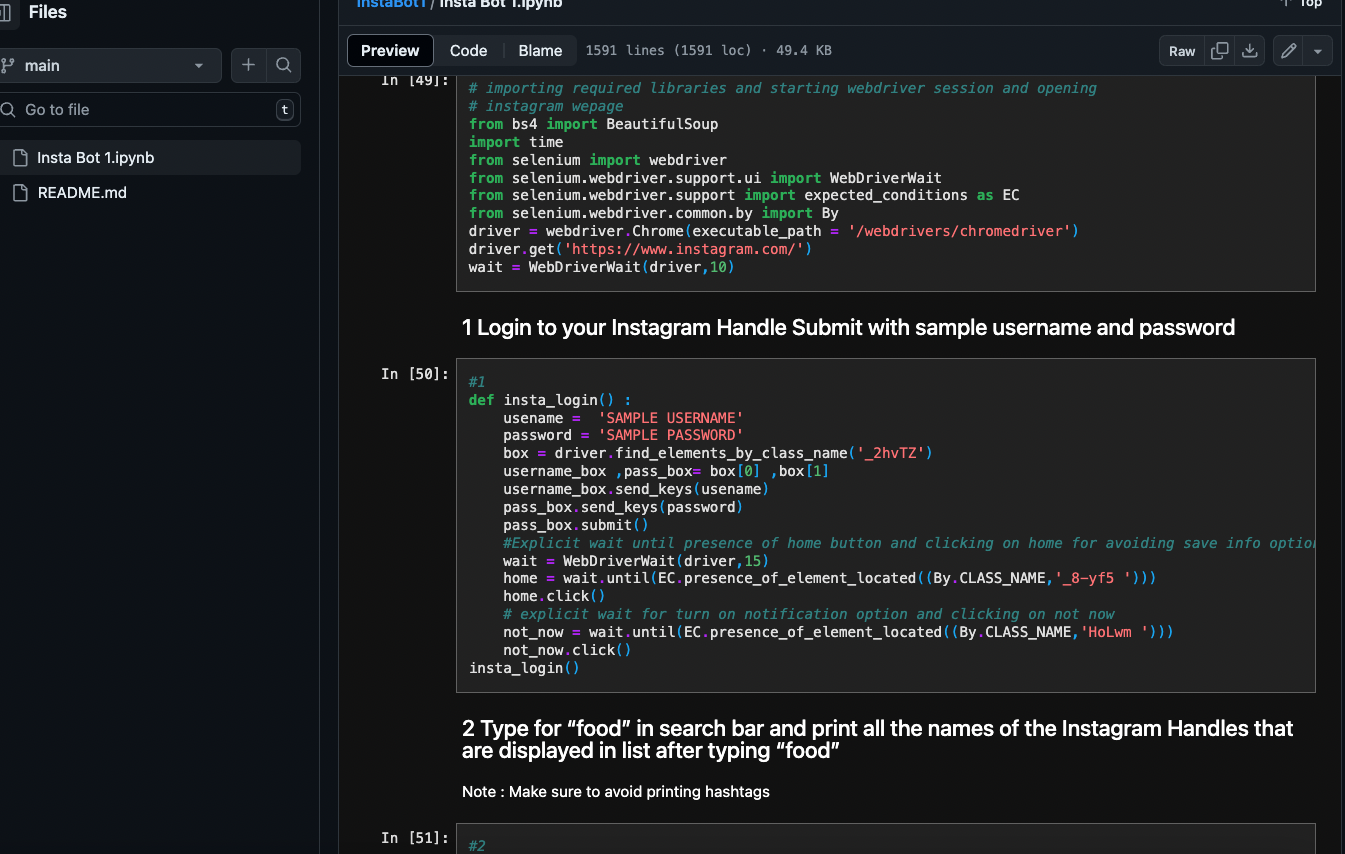 Files
InstaBot1 / Insta Bot 1.ipynb
Top
main
Preview Code Blame 1591 lines (1591 loc) · 49.4 KB
Raw
Go to file t
Insta Bot 1.ipynb
README.md
In [49]:
# importing required libraries and starting webdriver session and opening
# instagram wepage
from bs4 import BeautifulSoup
import time
from selenium import webdriver
from selenium.webdriver.support.ui import WebDriverWait
from selenium.webdriver.support import expected_conditions as EC
from selenium.webdriver.common.by import By
driver = webdriver.Chrome(executable_path = '/webdrivers/chromedriver')
driver.get('https://www.instagram.com/')
wait = WebDriverWait(driver,10)
1 Login to your Instagram Handle Submit with sample username and password
In [50]:
#1
def insta_login() :
    usename =  'SAMPLE USERNAME'
    password = 'SAMPLE PASSWORD'
    box = driver.find_elements_by_class_name('_2hvTZ')
    username_box ,pass_box= box[0] ,box[1]
    username_box.send_keys(usename)
    pass_box.send_keys(password)
    pass_box.submit()
    #Explicit wait until presence of home button and clicking on home for avoiding save info option
    wait = WebDriverWait(driver,15)
    home = wait.until(EC.presence_of_element_located((By.CLASS_NAME,'_8-yf5 ')))
    home.click()
    # explicit wait for turn on notification option and clicking on not now
    not_now = wait.until(EC.presence_of_element_located((By.CLASS_NAME,'HoLwm ')))
    not_now.click()
insta_login()
2 Type for “food” in search bar and print all the names of the Instagram Handles that
are displayed in list after typing “food”
Note : Make sure to avoid printing hashtags
In [51]:
#2